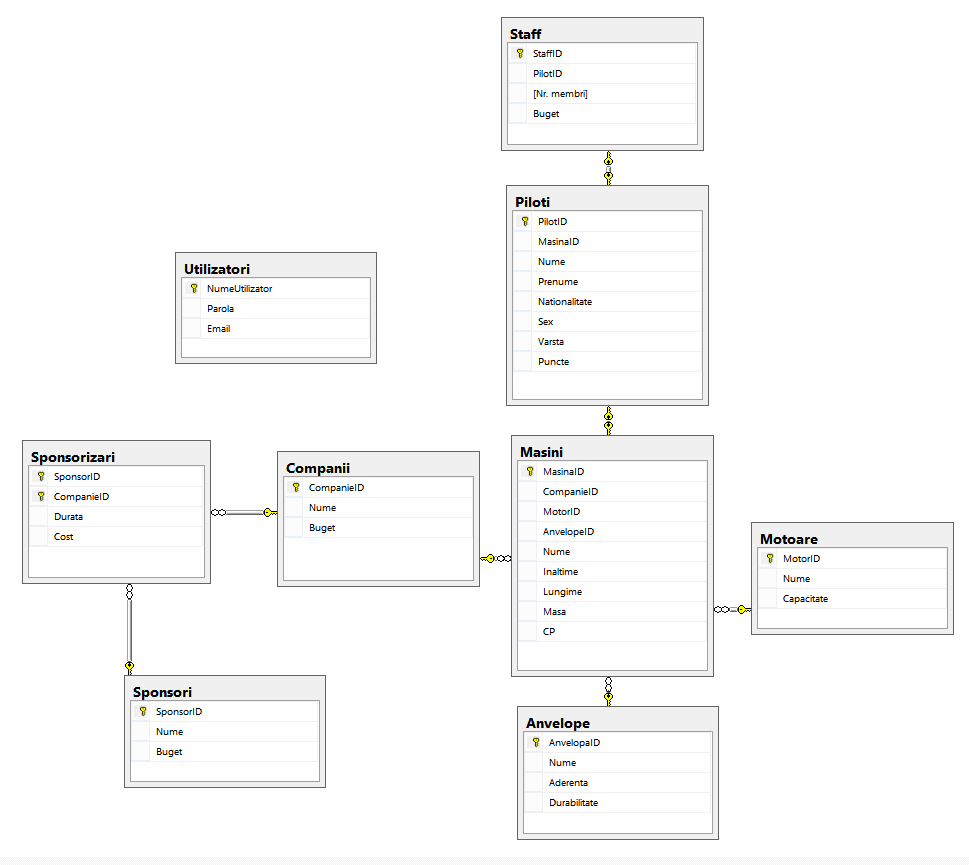 Staff
StaffID
PilotID
[Nr. membri]
Buget
Piloti
PilotID
MasinaID
Nume
Prenume
Nationalitate
Sex
Varsta
Puncte
Utilizatori
NumeUtilizator
Parola
Email
Sponsorizari
SponsorID
CompanieID
Durata
Cost
Companii
CompanieID
Nume
Buget
Masini
MasinaID
CompanieID
MotorID
AnvelopeID
Nume
Inaltime
Lungime
Masa
CP
Motoare
MotorID
Nume
Capacitate
Sponsori
SponsorID
Nume
Buget
Anvelope
AnvelopaID
Nume
Aderenta
Durabilitate